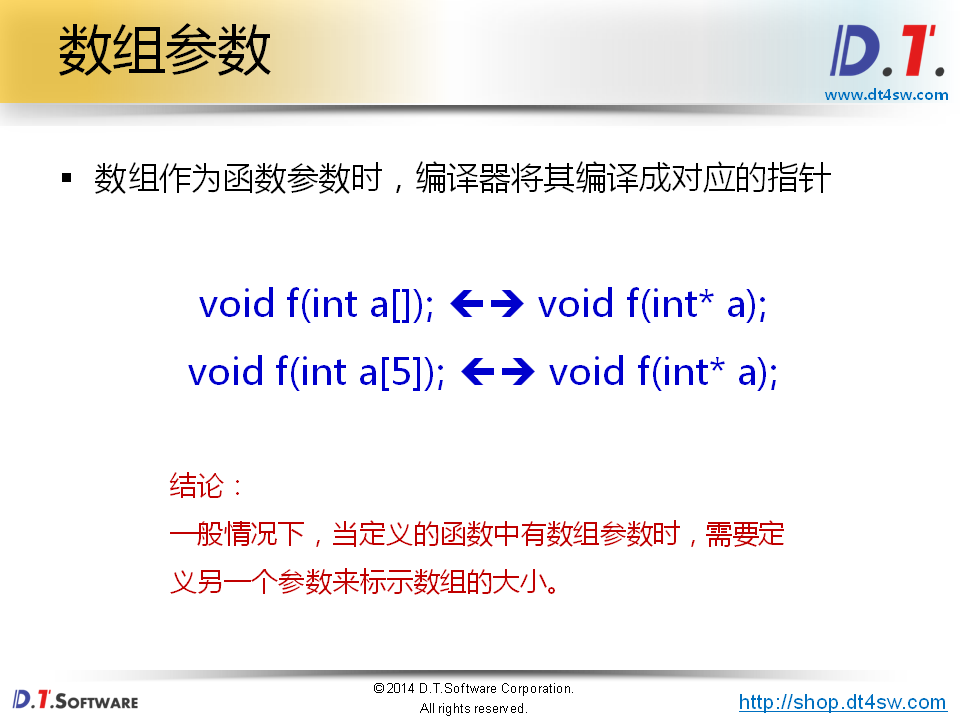 数组参数
D.T.
www.dt4sw.com
▪ 数组作为函数参数时，编译器将其编译成对应的指针
void f(int a[]); 🡸🡺 void f(int* a);
void f(int a[5]); 🡸🡺 void f(int* a);
结论：
一般情况下，当定义的函数中有数组参数时，需要定
义另一个参数来标示数组的大小。
D.T.SOFTWARE
©2014 D.T.Software Corporation.
All rights reserved.
http://shop.dt4sw.com